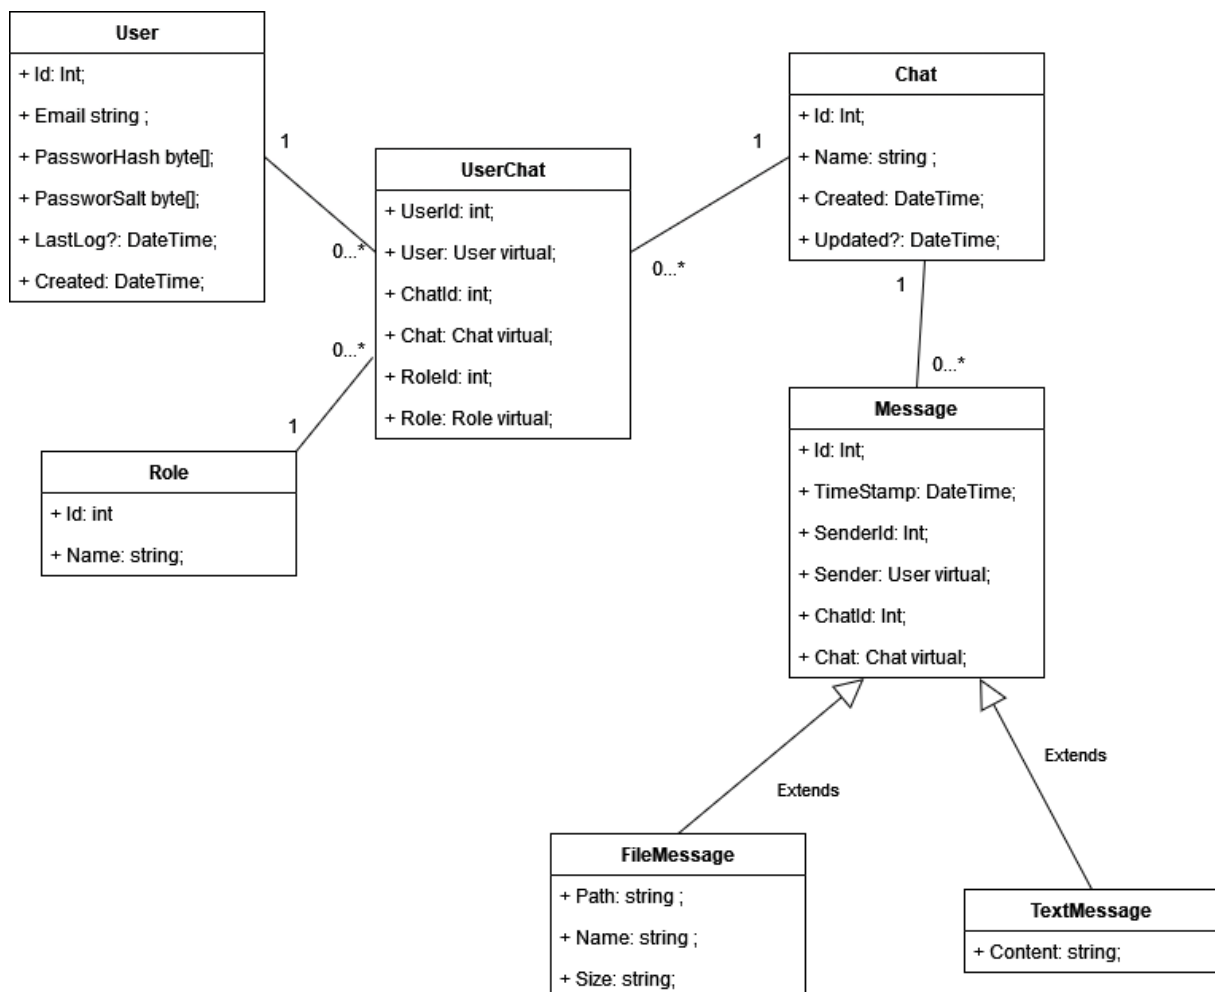 User
+ Id: Int;
+ Email string ;
+ PassworHash byte[];
+ PassworSalt byte[];
+ LastLog?: DateTime;
+ Created: DateTime;
1
0...*
UserChat
+ UserId: int;
+ User: User virtual;
+ ChatId: int;
+ Chat: Chat virtual;
+ RoleId: int;
+ Role: Role virtual;
1
0...*
Chat
+ Id: Int;
+ Name: string ;
+ Created: DateTime;
+ Updated?: DateTime;
0...*
1
Role
+ Id: int
+ Name: string;
1
0...*
Message
+ Id: Int;
+ TimeStamp: DateTime;
+ SenderId: Int;
+ Sender: User virtual;
+ ChatId: Int;
+ Chat: Chat virtual;
Extends
Extends
FileMessage
+ Path: string ;
+ Name: string ;
+ Size: string;
TextMessage
+ Content: string;